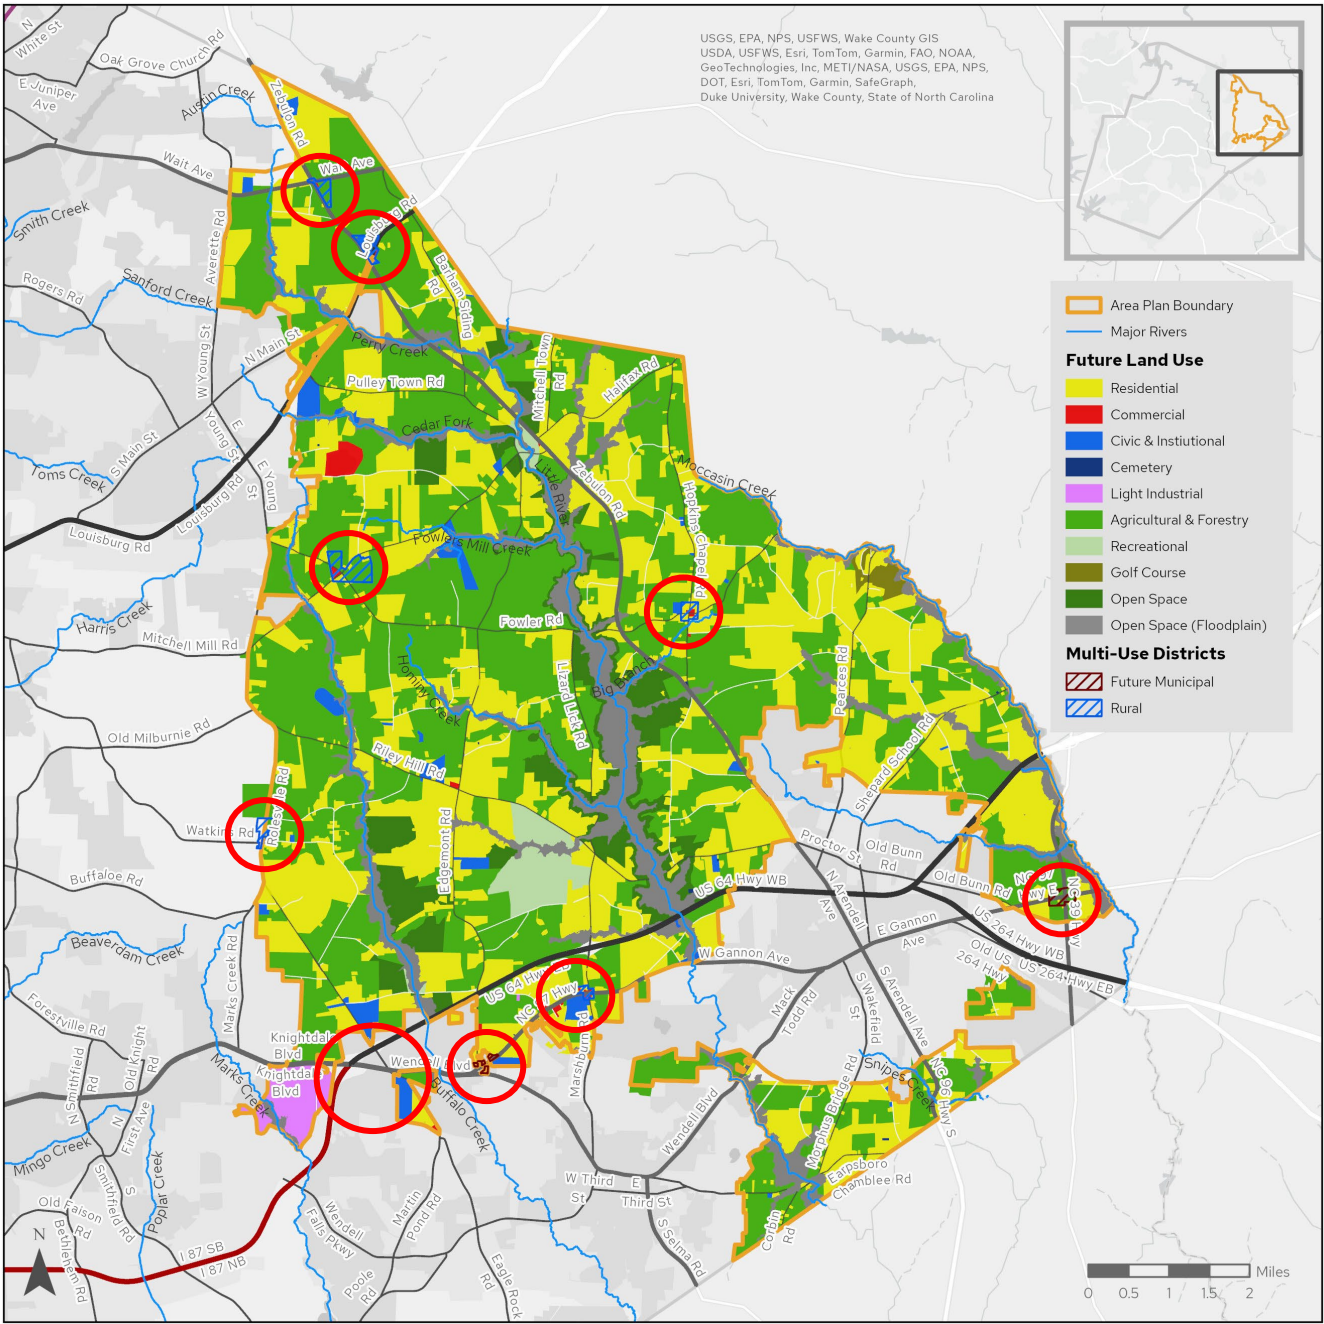 USGS, EPA, NPS, USFWS, Wake County GIS
USDA, USFWS, Esri, TomTom, Garmin, FAO, NOAA,
GeoTechnologies, Inc, METI/NASA, USGS, EPA, NPS,
DOT, Esri, TomTom, Garmin, SafeGraph,
Duke University, Wake County, State of North Carolina
N
White St
Oak Grove Church Rd
E Juniper
Ave
Austin Creek
Zebulon Rd
Wait Ave
Wait Ave
Smith Creek
Averette Rd
Louisburg Rd
Barham Siding
Rd
Rogers Rd
Sanford Creek
N Main St
W Young St
Perry Creek
Pulley Town Rd
Mitchell Town
Rd
Halifax Rd
Cedar Fork
E
Young St
S Main St
Toms Creek
E Young
St
Louisburg Rd
Louisburg Rd
Little River
Zebulon Rd
Moccasin Creek
Hopkins Chapel Rd
Fowlers Mill Creek
Harris Creek
Mitchell Mill Rd
Fowler Rd
Hominy Creek
Lizard Lick Rd
Big Branch
Pearces Rd
Old Milburnie Rd
Riley Hill Rd
Shepard School Rd
Watkins Rd
Rolesville Rd
Edgemont Rd
Proctor St
Old Bunn
Rd
Old Bunn Rd
Buffaloe Rd
US 64 Hwy WB
N Arendell
Ave
E Gannon
Ave
US 264 Hwy WB
Old US
264 Hwy
US 264 Hwy EB
NC 39 Hwy
Beaverdam Creek
Marks Creek Rd
W Gannon Ave
US 64 Hwy EB
Forestville Rd
Knightdale
Blvd
Knightdale
Blvd
Wendell Blvd
Marshburn Rd
Mack
Todd Rd
S Wakefield
St
S Arendell Ave
N Smithfield
Rd
Old Knight
Rd
Marks Creek
Buffalo Creek
Snipes Creek
NC 96 Hwy S
N
First Ave
Mingo Creek
Wendell Blvd
Morphus Bridge Rd
Earpsboro
Chamblee Rd
S
Smithfield Rd
Poplar Creek
W Third
St
E
Third St
Old Faison
Rd
Bethlehem Rd
Martin
Pond Rd
Wendell
Falls Pkwy
S Selma Rd
Corbin
Rd
I 87 SB
I 87 NB
Poole
Rd
Eagle Rock
Rd
N
Area Plan Boundary
Major Rivers
Future Land Use
Residential
Commercial
Civic & Instiutional
Cemetery
Light Industrial
Agricultural & Forestry
Recreational
Golf Course
Open Space
Open Space (Floodplain)
Multi-Use Districts
Future Municipal
Rural
Miles
0 0.5 1 1.5 2